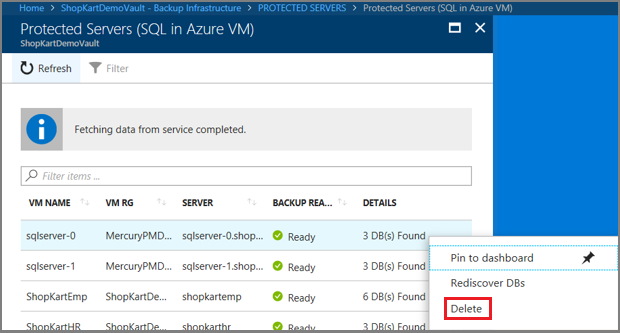 Home > ShopKartDemoVault - Backup Infrastructure > PROTECTED SERVERS > Protected Servers (SQL in Azure VM)
Protected Servers (SQL in Azure VM)
ShopKartDemoVault
Refresh Filter
Fetching data from service completed.
Filter items ...
VM NAME VM RG SERVER BACKUP REA... DETAILS
sqlserver-0 MercuryPMD... sqlserver-0.shop... Ready 3 DB(s) Found
sqlserver-1 MercuryPMD... sqlserver-1.shop... Ready 3 DB(s) Found
ShopKartEmp ShopKartDe... shopkartemp Ready 6 DB(s) Found
ShopKartHR ShopKartDe... shopkarthr Ready 3 DB(s) Found
Pin to dashboard
Rediscover DBs
Delete